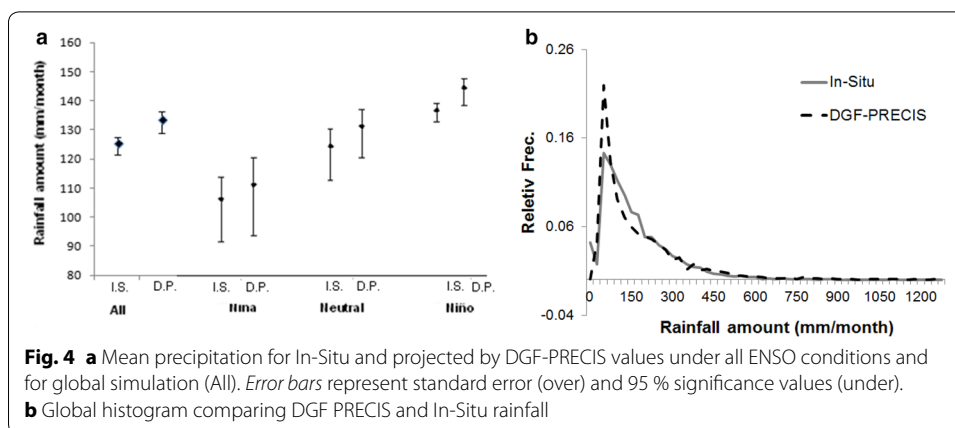 a
160
150
140
130
120
110
100
90
80
Rainfall amount (mm/month)
I.S. D.P. I.S. D.P. I.S. D.P. I.S. D.P.
All Nina Neutral Niño
b
0.26
0.16
0.06
-0.04
Reletiv Frec.
In-Situ
DGF-PRECIS
0 150 300 450 600 750 900 1050 1200
Rainfall amount (mm/month)
Fig. 4 a Mean precipitation for In-Situ and projected by DGF-PRECIS values under all ENSO conditions and
for global simulation (All). Error bars represent standard error (over) and 95 % significance values (under).
b Global histogram comparing DGF PRECIS and In-Situ rainfall